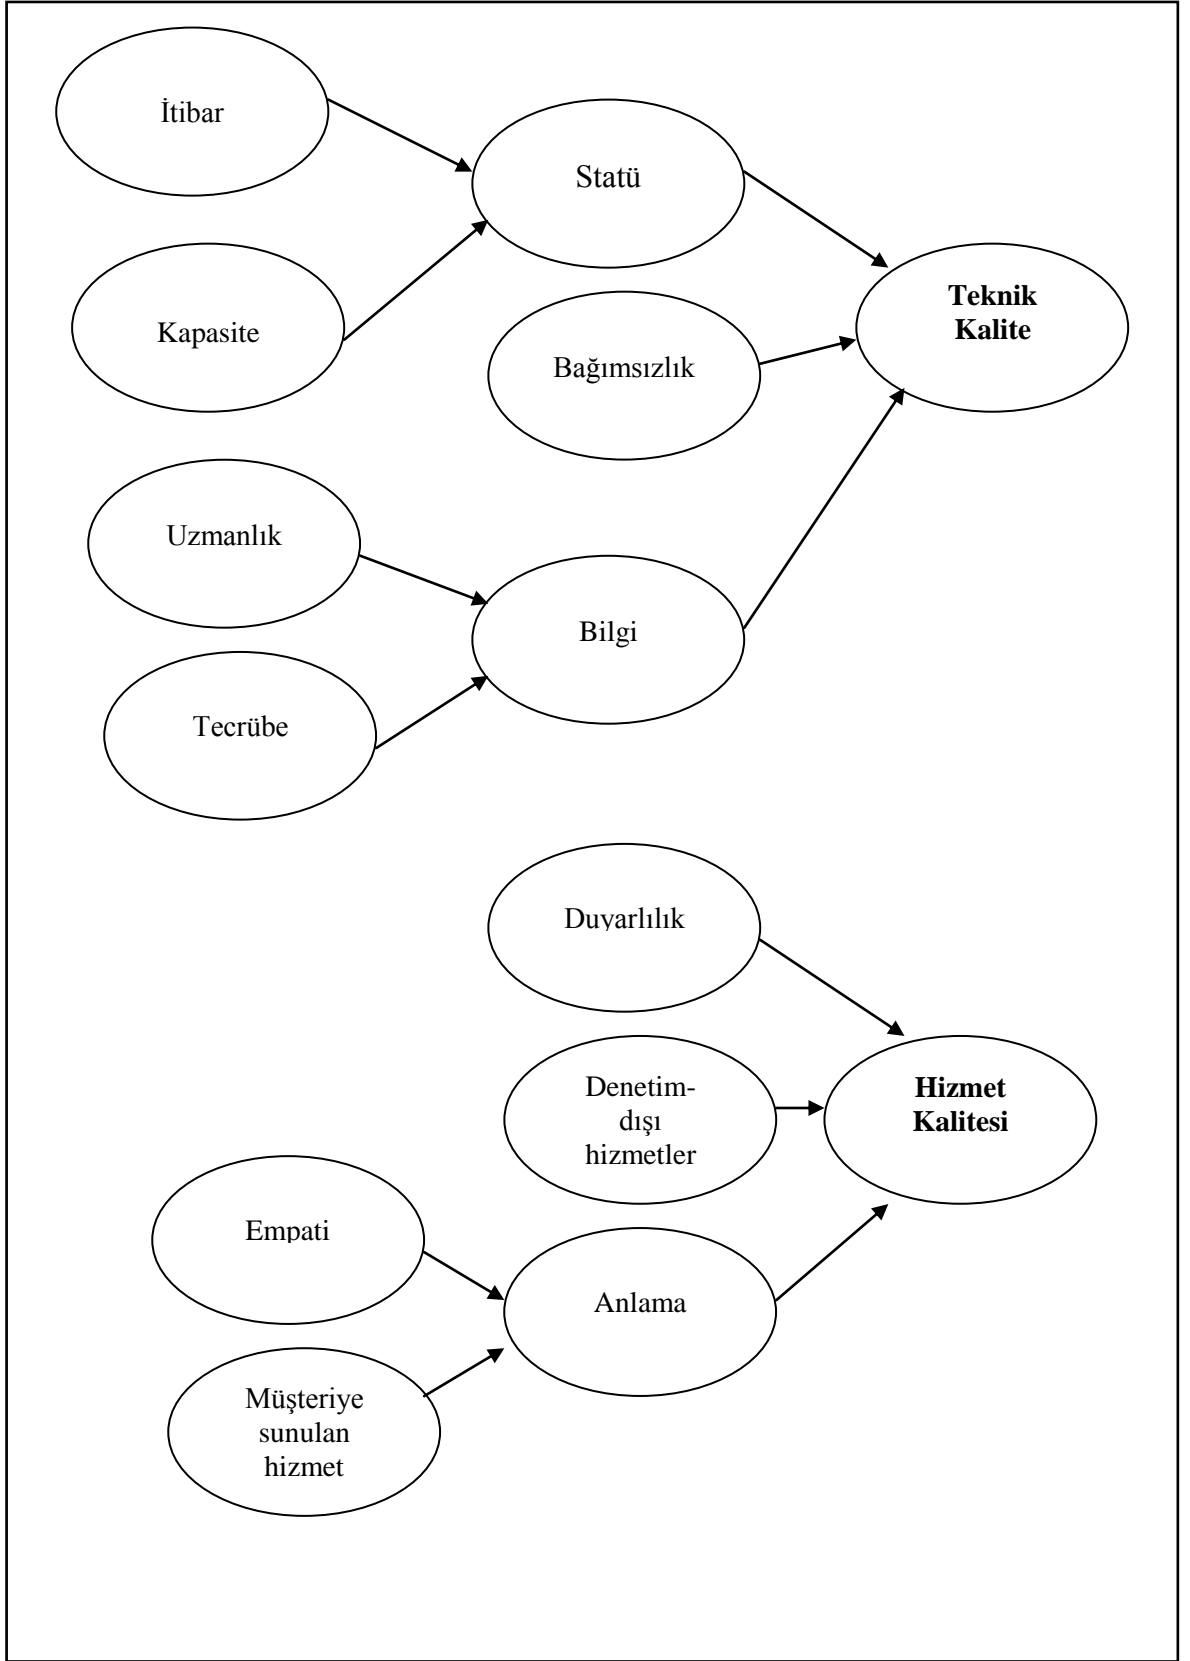 İtibar
Statü
Kapasite
Teknik
Kalite
Bağımsızlık
Uzmanlık
Bilgi
Tecrübe
Duyarlılık
Denetim-
dışı
hizmetler
Hizmet
Kalitesi
Empati
Anlama
Müşteriye
sunulan
hizmet